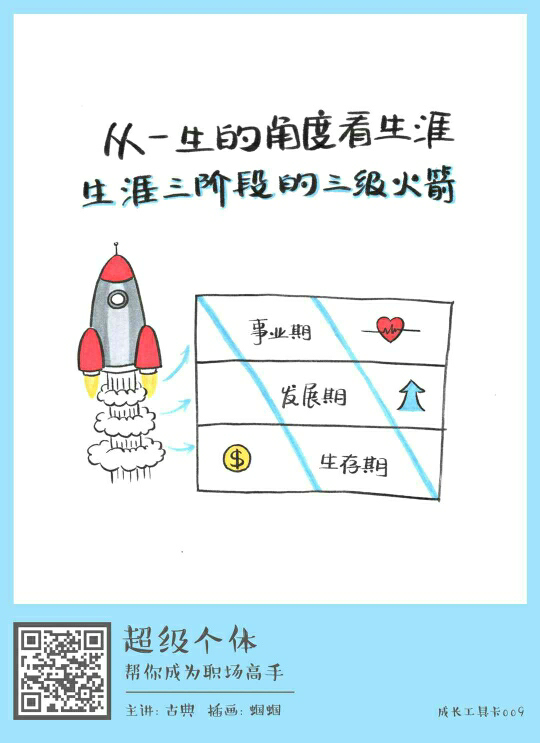 从一生的角度看生涯
生涯三阶段的三级火箭
事业期
发展期
$ 生存期
超级个体
帮你成为职场高手
主讲: 古典 插画: 蝈蝈
成长工具卡009